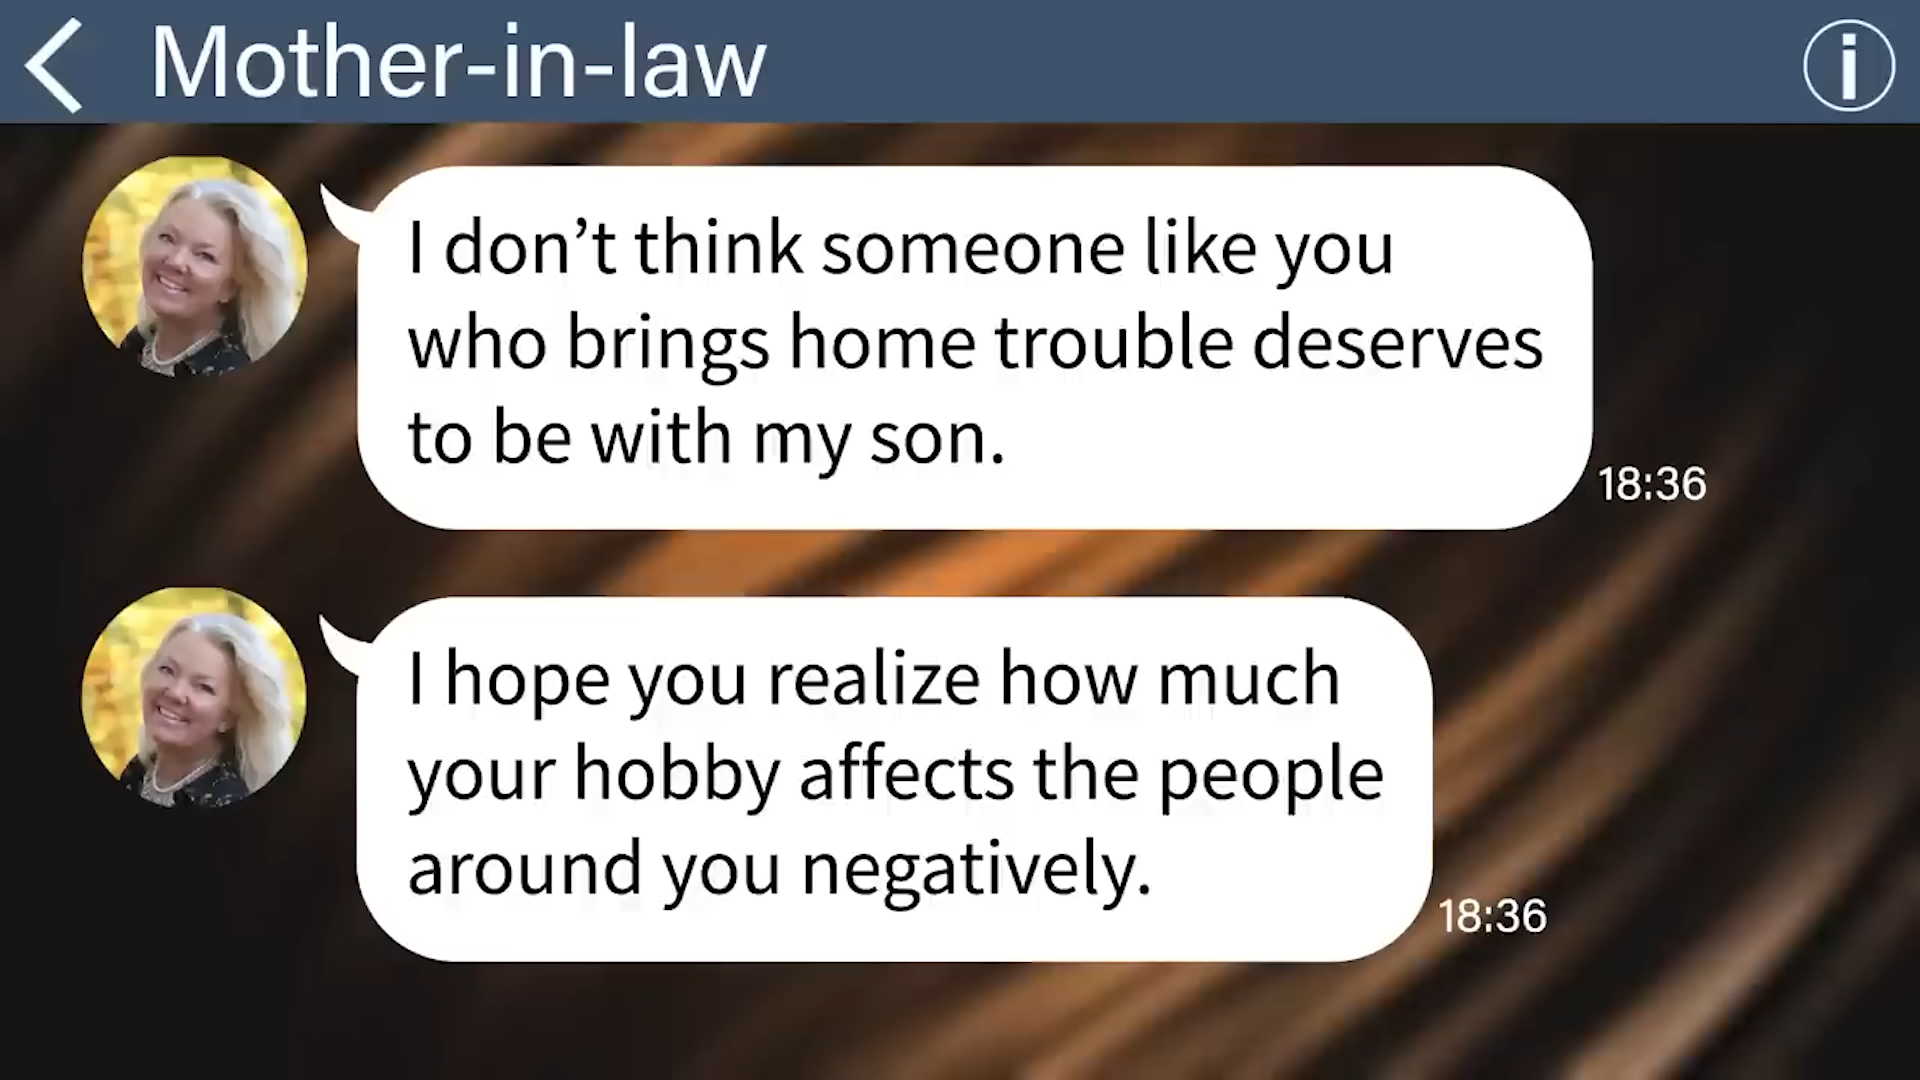 Mother-in-law
i
I don’t think someone like you
who brings home trouble deserves
to be with my son.
18:36
I hope you realize how much
your hobby affects the people
around you negatively.
18:36